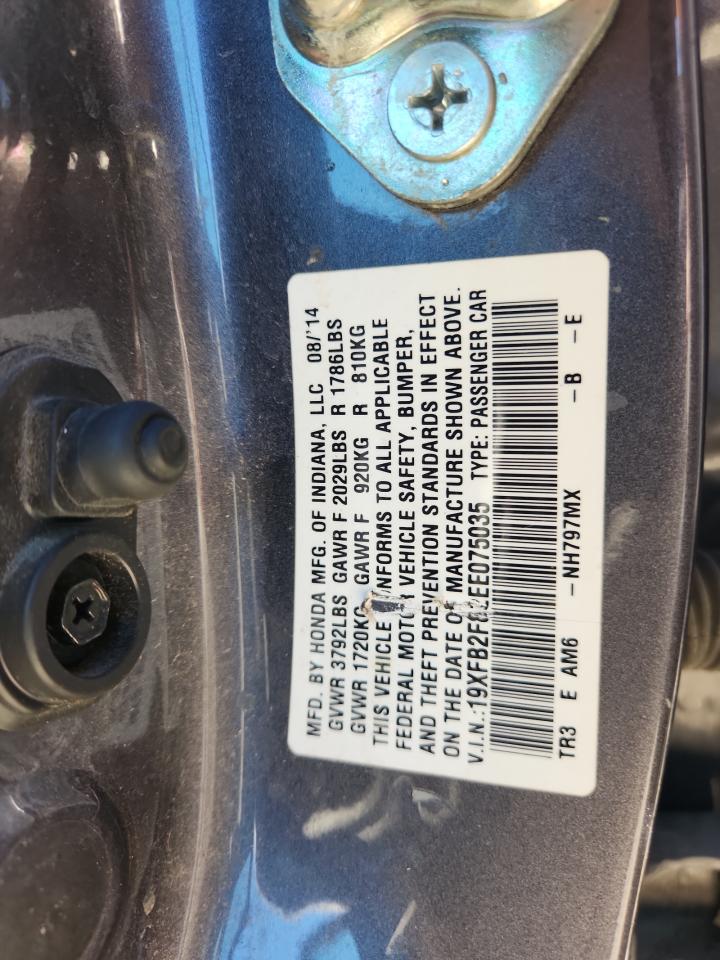 MFD. BY HONDA MFG. OF INDIANA, LLC 08/'14
GVWR 3792LBS GAWR F 2029LBS R 1786LBS
GVWR 1720KG GAWR F 920KG R 810KG
THIS VEHICLE CONFORMS TO ALL APPLICABLE
FEDERAL MOTOR VEHICLE SAFETY, BUMPER,
AND THEFT PREVENTION STANDARDS IN EFFECT
ON THE DATE OF MANUFACTURE SHOWN ABOVE.
V.I.N.: TYPE: PASSENGER CAR
TR3 E AM6 – NH797MX – B – E